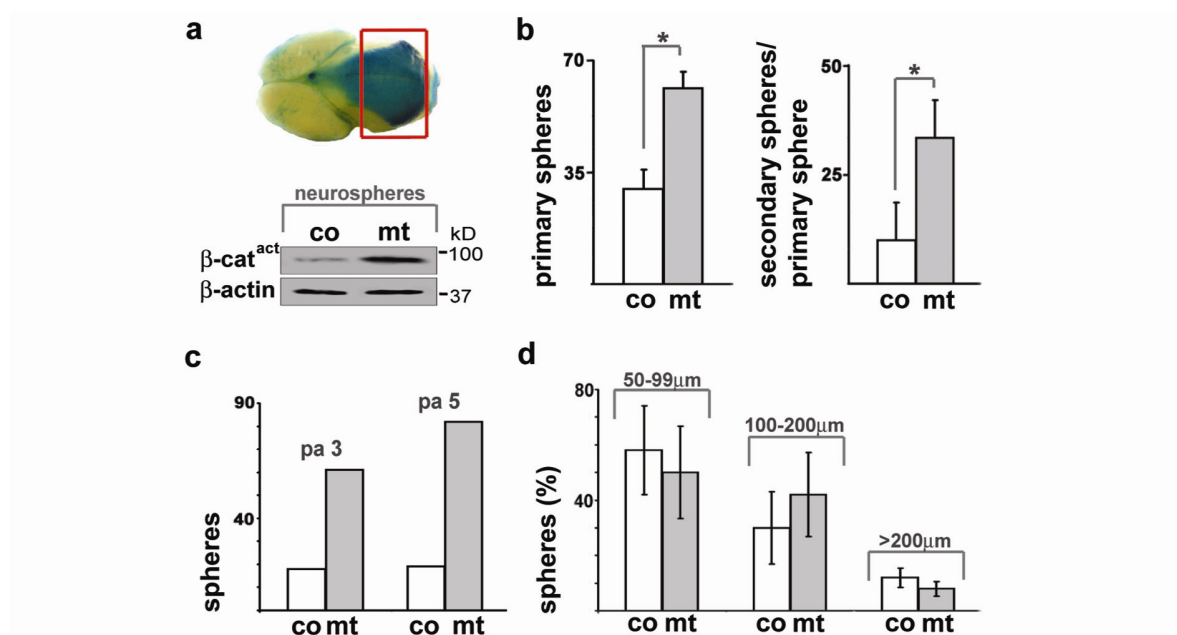 a
neurospheres
co mt kD
β-cat^act
-100
β-actin
-37
b
*
70
35
primary spheres
co mt
*
50
25
secondary spheres/
primary sphere
co mt
c
90
40
spheres
pa 3
pa 5
co mt
co mt
d
80
40
spheres (%)
50-99μm
100-200μm
>200μm
co mt
co mt
co mt